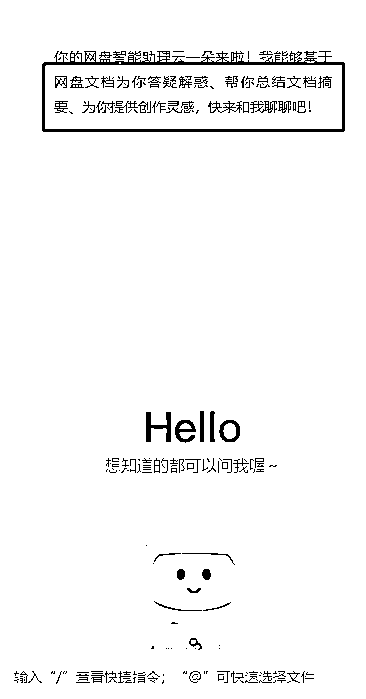 你的网盘智能助理云一朵来啦！我能够基于
网盘文档为你答疑解惑、帮你总结文档摘
要、为你提供创作灵感，快来和我聊聊吧！
Hello
想知道的都可以问我喔～
输入“/”查看快捷指令；“@”可快速选择文件